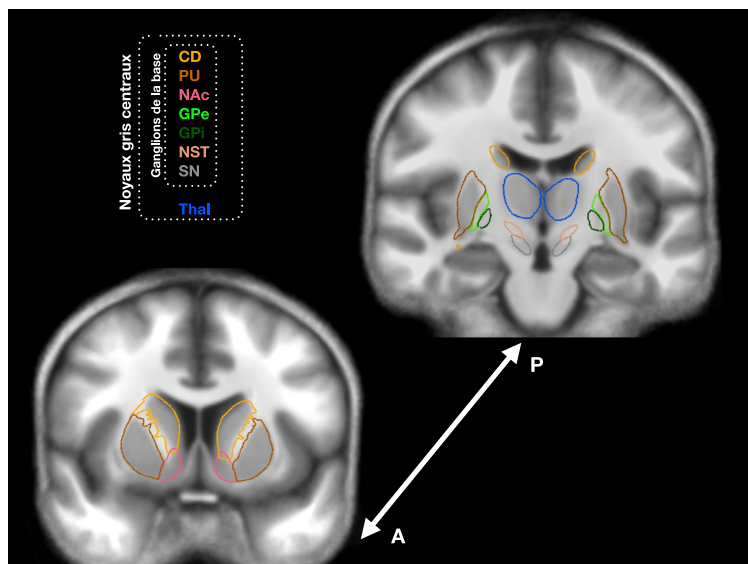 Noyaux gris centraux
Ganglions de la base
CD
PU
NAc
GPe
GPi
NST
SN
Thal
P
A